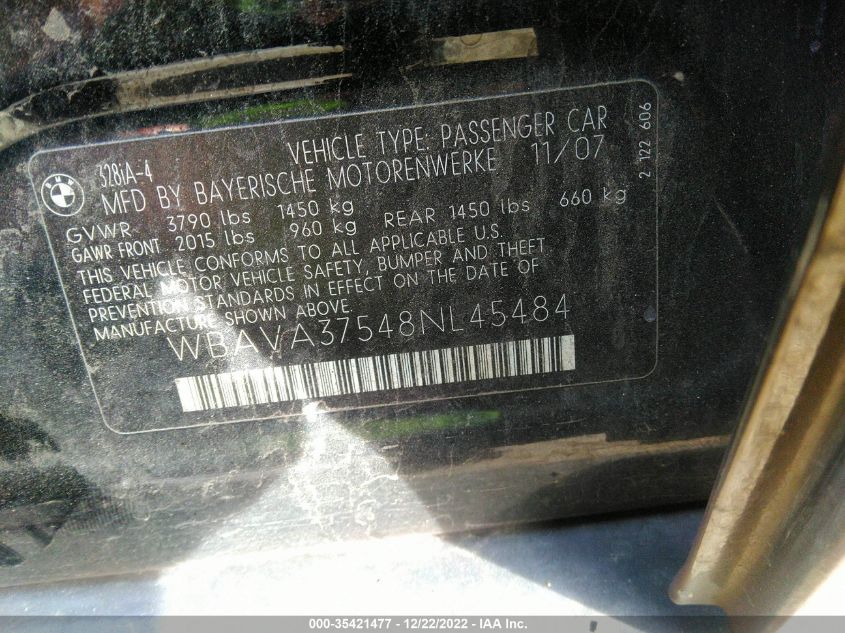 328iA-4
VEHICLE TYPE: PASSENGER CAR
MFD BY BAYERISCHE MOTORENWERKE 11/07
GVWR 3790 lbs 1450 kg
GAWR FRONT 2015 lbs 960 kg REAR 1450 lbs 660 kg
THIS VEHICLE CONFORMS TO ALL APPLICABLE U.S.
FEDERAL MOTOR VEHICLE SAFETY, BUMPER AND THEFT
PREVENTION STANDARDS IN EFFECT ON THE DATE OF
MANUFACTURE SHOWN ABOVE.
WBAVA37548NL45484
2 122 606
000-35421477 - 12/22/2022 - IAA Inc.